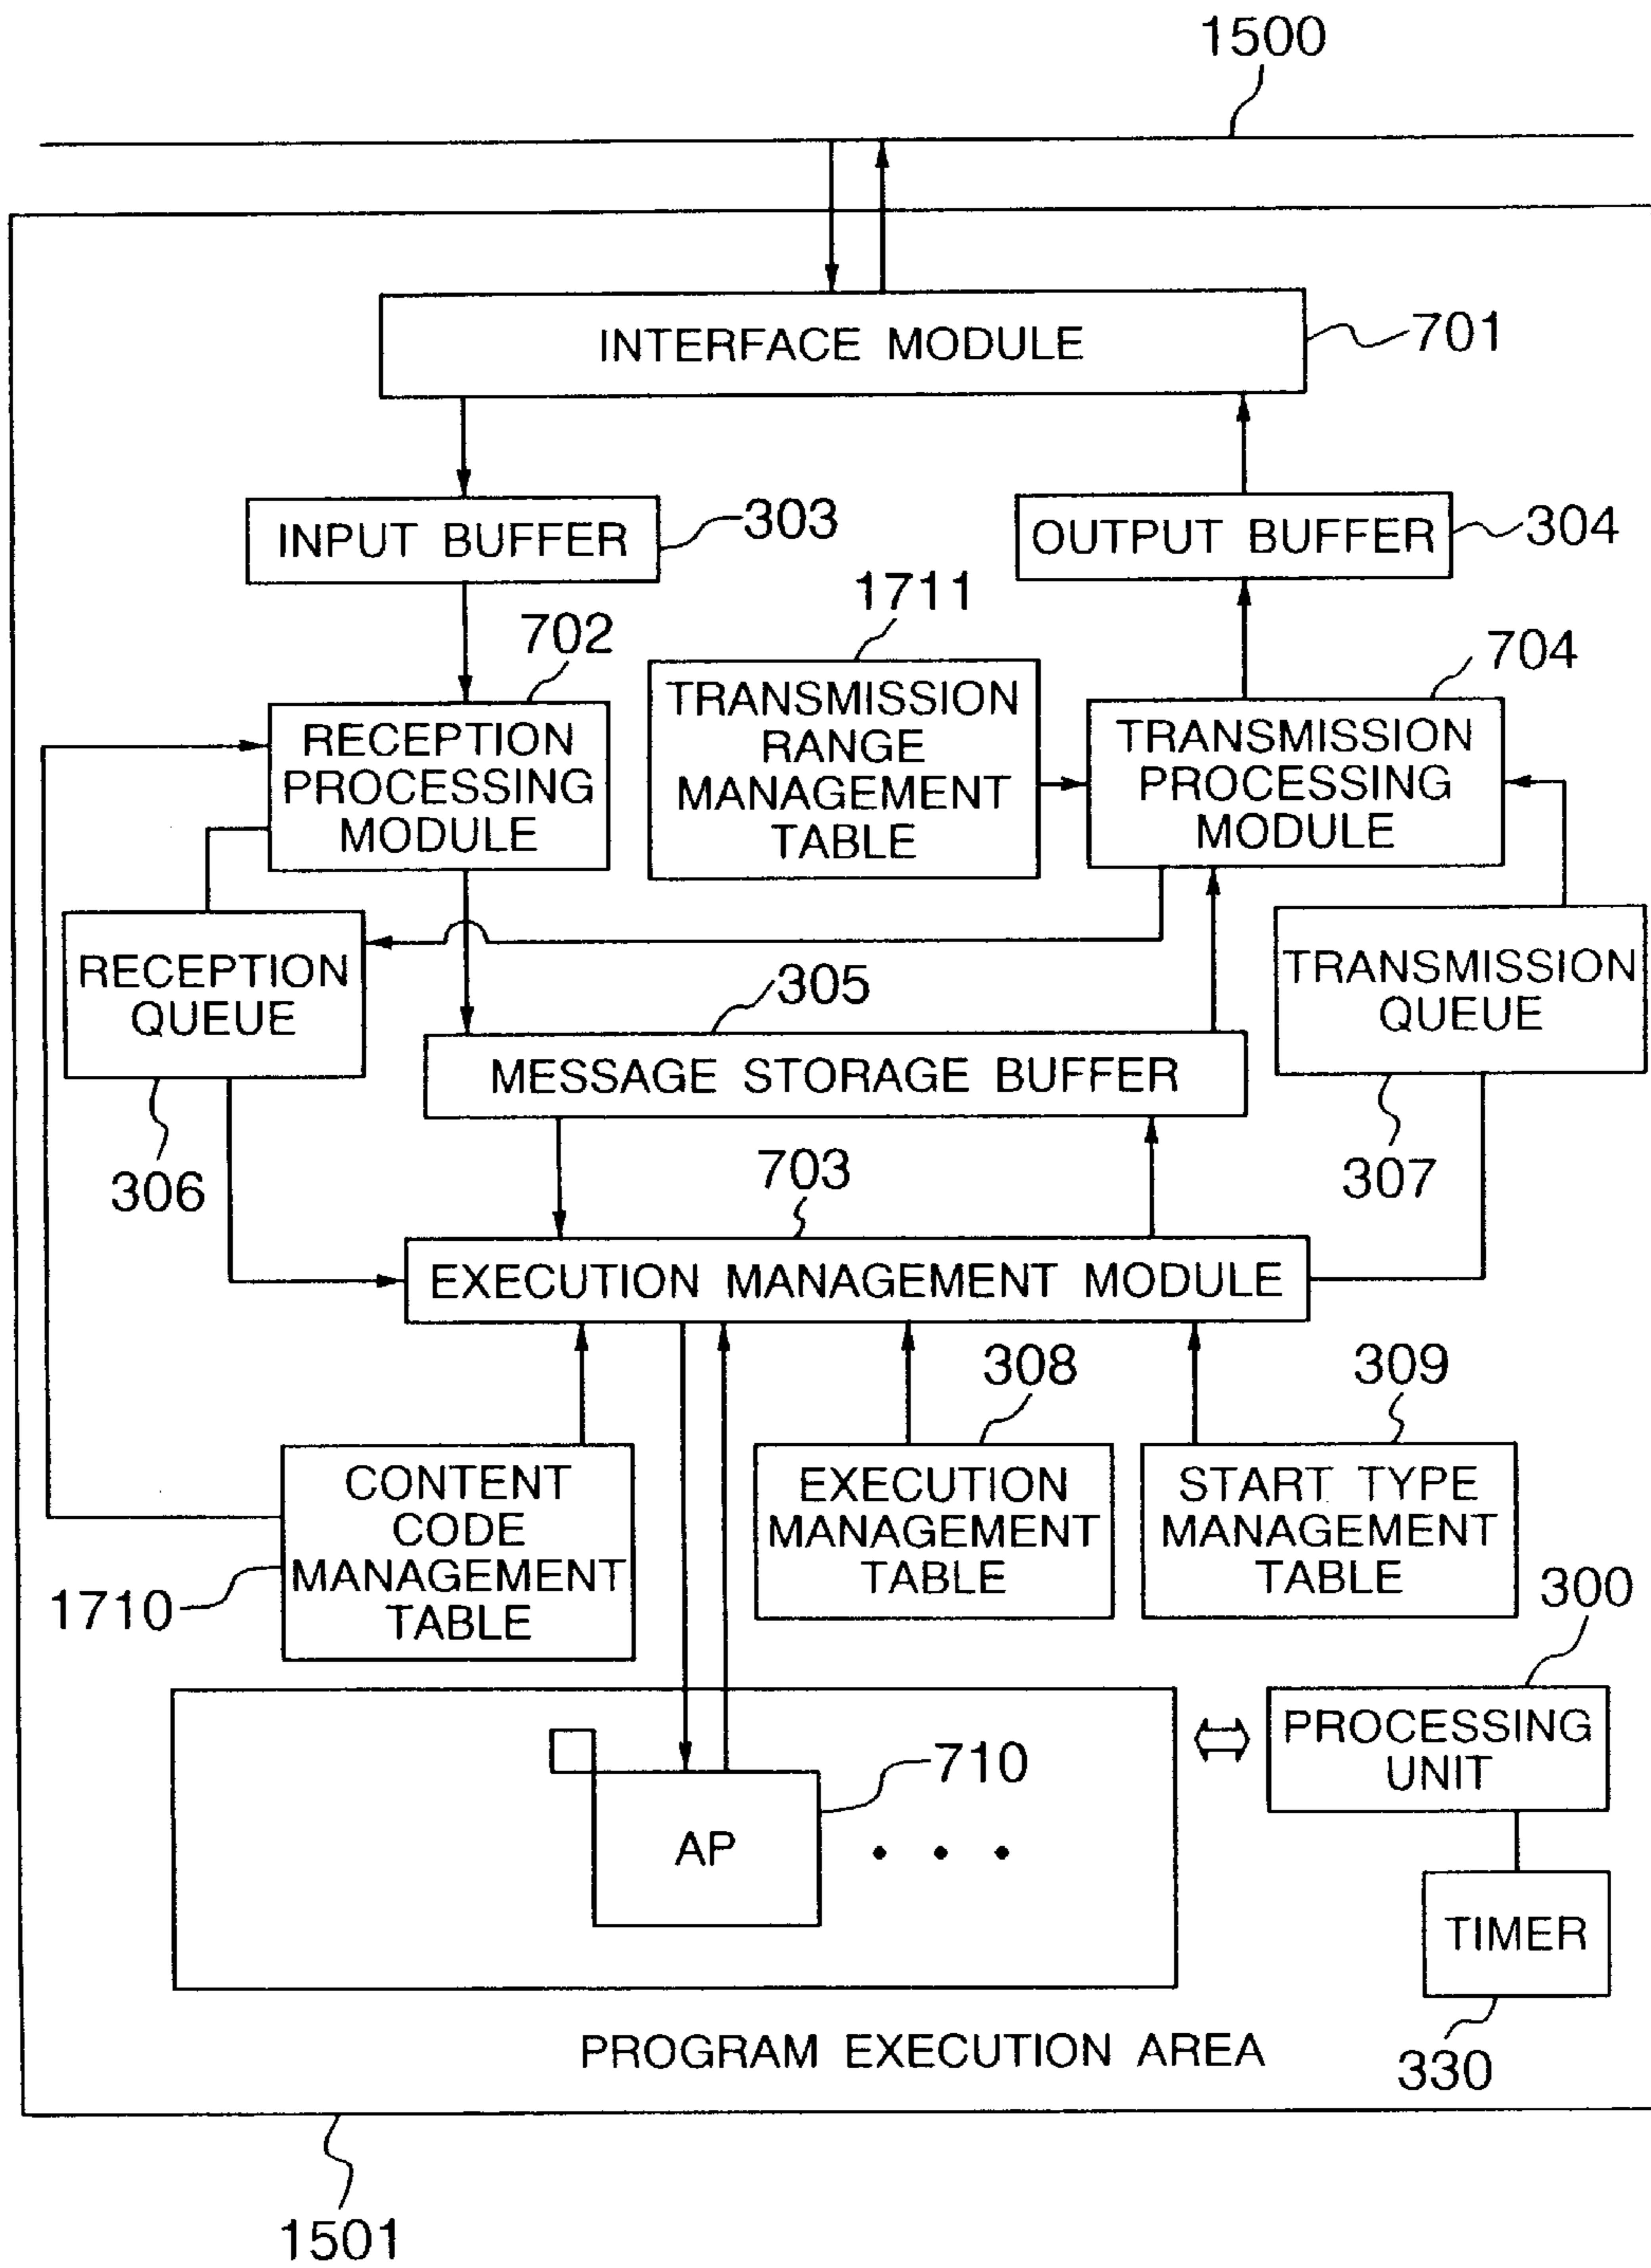 1500
INTERFACE MODULE
701
INPUT BUFFER
303
OUTPUT BUFFER
304
1711
702
704
RECEPTION
PROCESSING
MODULE
TRANSMISSION
RANGE
MANAGEMENT
TABLE
TRANSMISSION
PROCESSING
MODULE
RECEPTION
QUEUE
305
TRANSMISSION
QUEUE
MESSAGE STORAGE BUFFER
306
703
307
EXECUTION MANAGEMENT MODULE
308
309
CONTENT
CODE
MANAGEMENT
TABLE
1710
EXECUTION
MANAGEMENT
TABLE
START TYPE
MANAGEMENT
TABLE
300
PROCESSING
UNIT
710
AP
TIMER
330
PROGRAM EXECUTION AREA
1501